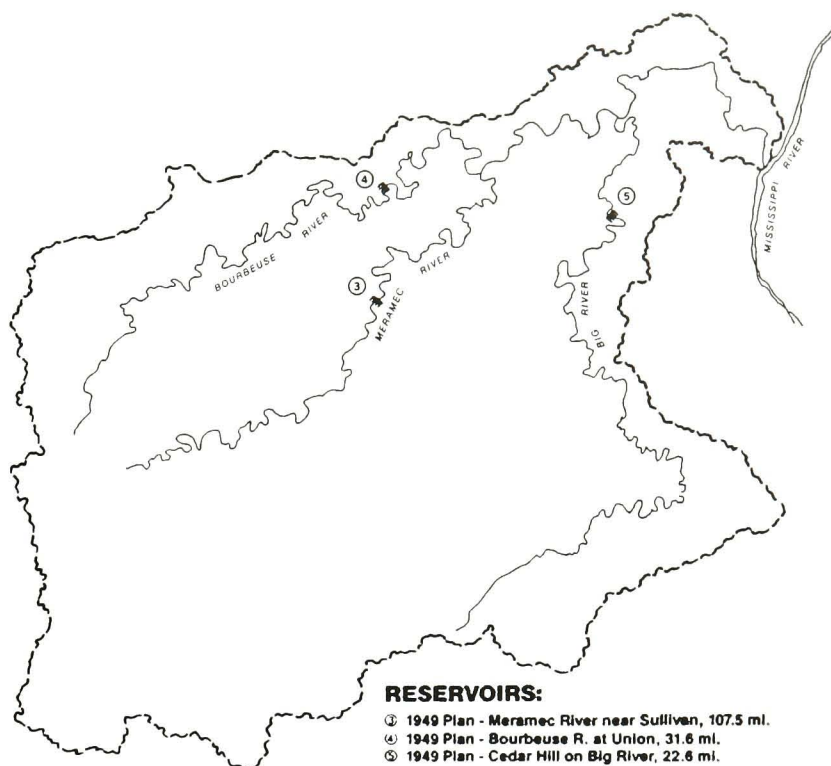 ④
⑤
③
BOURBEUSE RIVER
MERAMEC RIVER
BIG RIVER
MISSISSIPPI RIVER
RESERVOIRS:
③ 1949 Plan - Meramec River near Sullivan, 107.5 mi.
④ 1949 Plan - Bourbeuse R. at Union, 31.6 mi.
⑤ 1949 Plan - Cedar Hill on Big River, 22.6 mi.